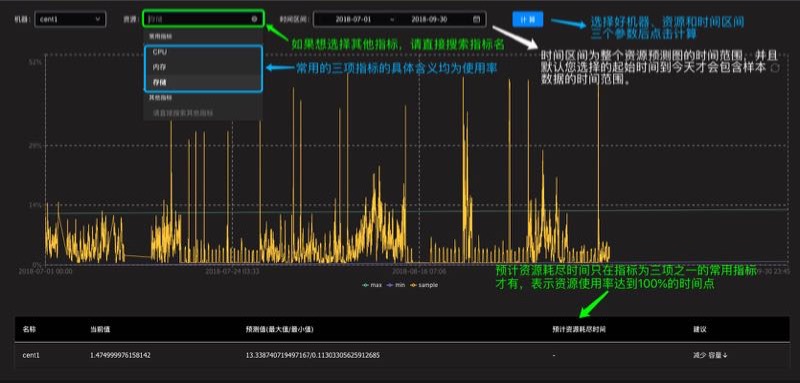 机器: cent1 资源: 存储 时间区间: 2018-07-01 ~ 2018-09-30 计算
选择好机器、资源和时间区间
三个参数后点击计算
常用指标
CPU
内存
存储
其他指标
请直接搜索其他指标
如果想选择其他指标，请直接搜索指标名
常用的三项指标的具体含义均为使用率
时间区间为整个资源预测图的时间范围，并且
默认您选择的起始时间到今天才会包含样本
数据的时间范围。
51%
28%
14%
0%
2018-07-01 00:00 2018-07-24 03:33 2018-08-16 07:06 09-30 23:45
max min sample
预计资源耗尽时间只在指标为三项之一的常用指标
才有，表示资源使用率达到100%的时间点
名称 当前值 预测值(最大值/最小值) 预计资源耗尽时间 建议
cent1 1.474999976158142 13.338740719497167/0.11303305625912685 - 减少 容量↓